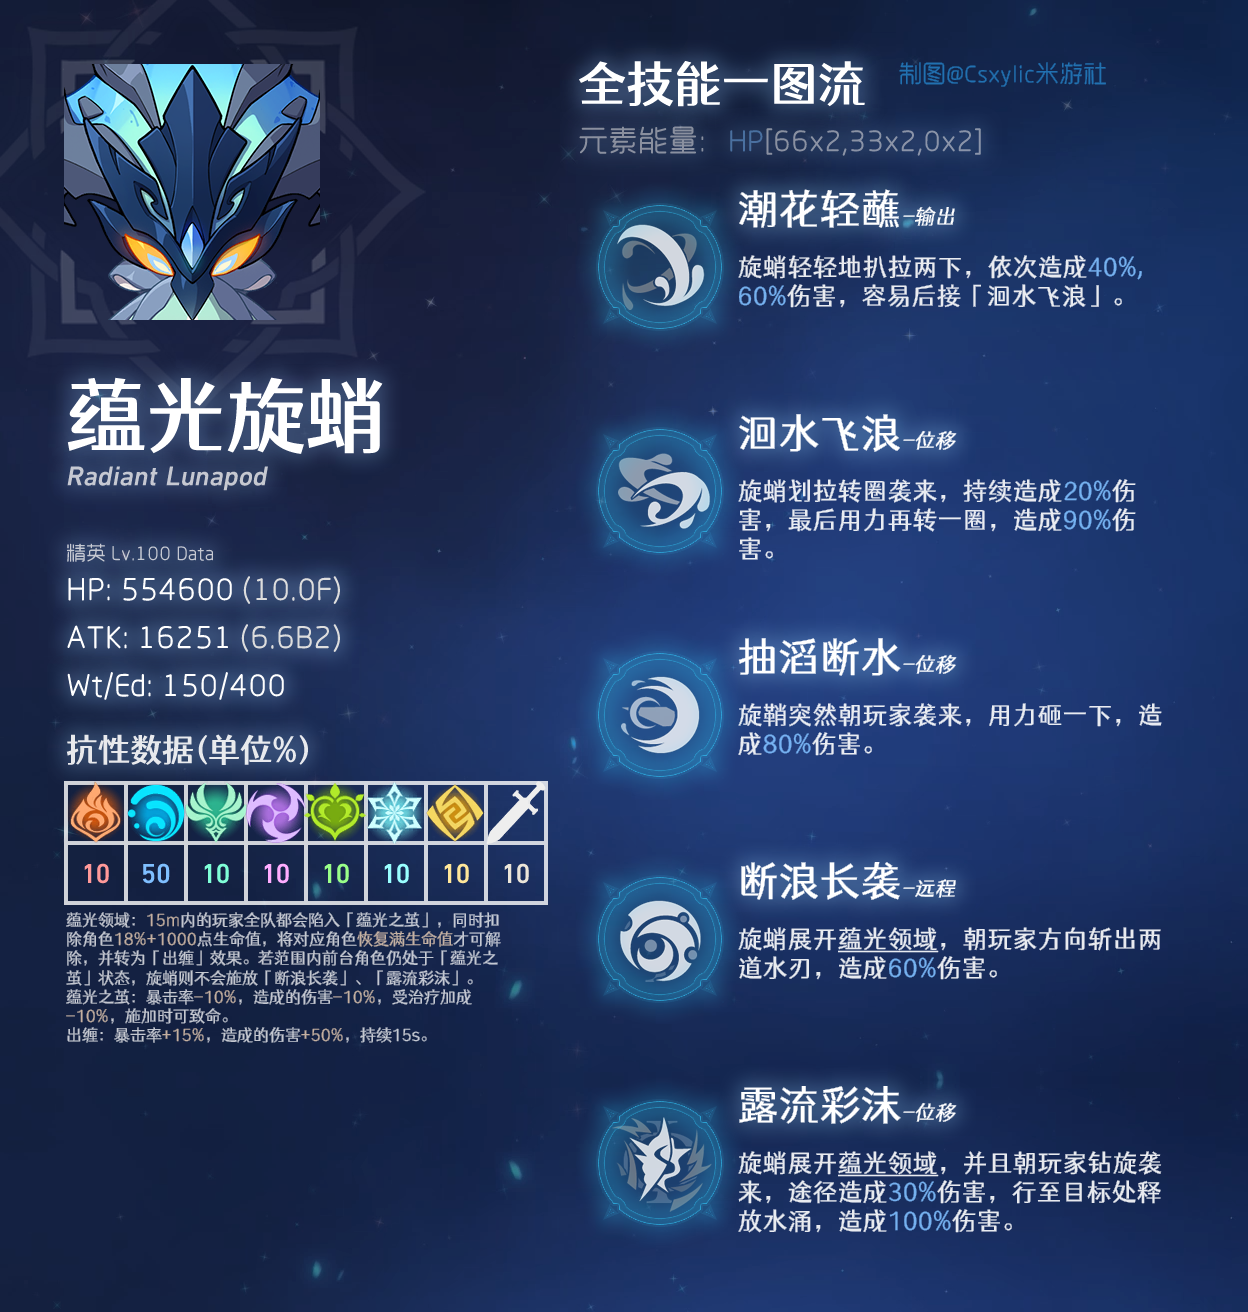 全技能一图流
制图@Csxylic米游社
元素能量: HP[66x2,33x2,0x2]
蕴光旋蛸
Radiant Lunapod
精英 Lv.100 Data
HP: 554600 (10.0F)
ATK: 16251 (6.6B2)
Wt/Ed: 150/400
抗性数据(单位%)
10 50 10 10 10 10 10 10
蕴光领域：15m内的玩家全队都会陷入「蕴光之茧」，同时扣
除角色18%+1000点生命值，将对应角色恢复满生命值才可解
除，并转为「出缠」效果。若范围内前台角色仍处于「蕴光之
茧」状态，旋蛸则不会施放「断浪长袭」、「露流彩沫」。
蕴光之茧：暴击率-10%，造成的伤害-10%，受治疗加成
-10%，施加时可致命。
出缠：暴击率+15%，造成的伤害+50%，持续15s。
潮花轻蘸-输出
旋蛸轻轻地扒拉两下，依次造成40%,
60%伤害，容易后接「洄水飞浪」。
洄水飞浪-位移
旋蛸划拉转圈袭来，持续造成20%伤
害，最后用力再转一圈，造成90%伤
害。
抽滔断水-位移
旋鞘突然朝玩家袭来，用力砸一下，造
成80%伤害。
断浪长袭-远程
旋蛸展开蕴光领域，朝玩家方向斩出两
道水刃，造成60%伤害。
露流彩沫-位移
旋蛸展开蕴光领域，并且朝玩家钻旋袭
来，途径造成30%伤害，行至目标处释
放水涌，造成100%伤害。